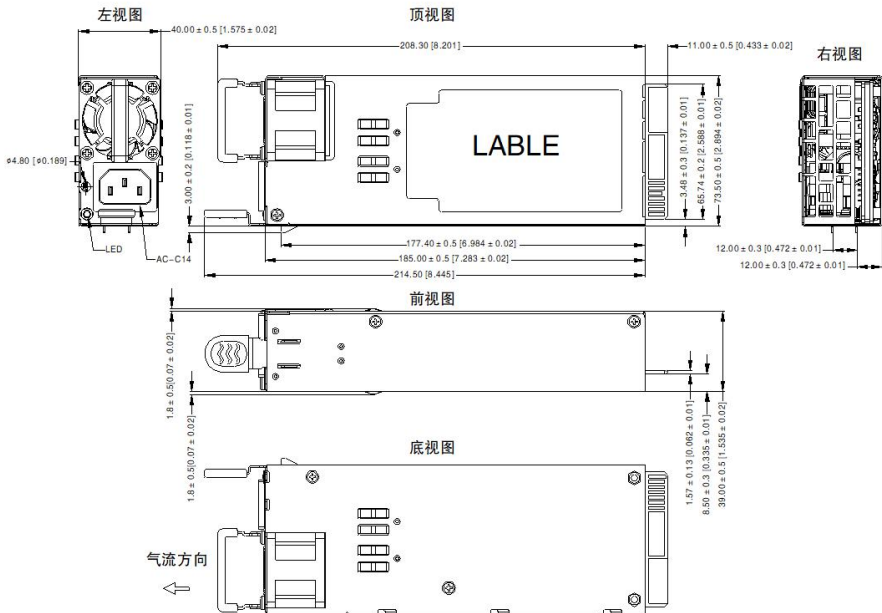 左视图
40.00 ± 0.5 [1.575 ± 0.02]
顶视图
208.30 [8.201]
11.00 ± 0.5 [0.433 ± 0.02]
右视图
ϕ4.80 [ϕ0.189]
3.00 ± 0.2 [0.118 ± 0.01]
LABLE
3.48 ± 0.3 [0.137 ± 0.01]
65.74 ± 0.2 [2.588 ± 0.01]
73.50 ± 0.5 [2.894 ± 0.02]
LED
AC-C14
177.40 ± 0.5 [6.984 ± 0.02]
185.00 ± 0.5 [7.283 ± 0.02]
214.50 [8.445]
12.00 ± 0.3 [0.472 ± 0.01]
12.00 ± 0.3 [0.472 ± 0.01]
前视图
1.8 ± 0.5[0.07 ± 0.02]
1.8 ± 0.5[0.07 ± 0.02]
1.57 ± 0.13 [0.062 ± 0.01]
8.50 ± 0.3 [0.335 ± 0.01]
39.00 ± 0.5 [1.535 ± 0.02]
底视图
气流方向